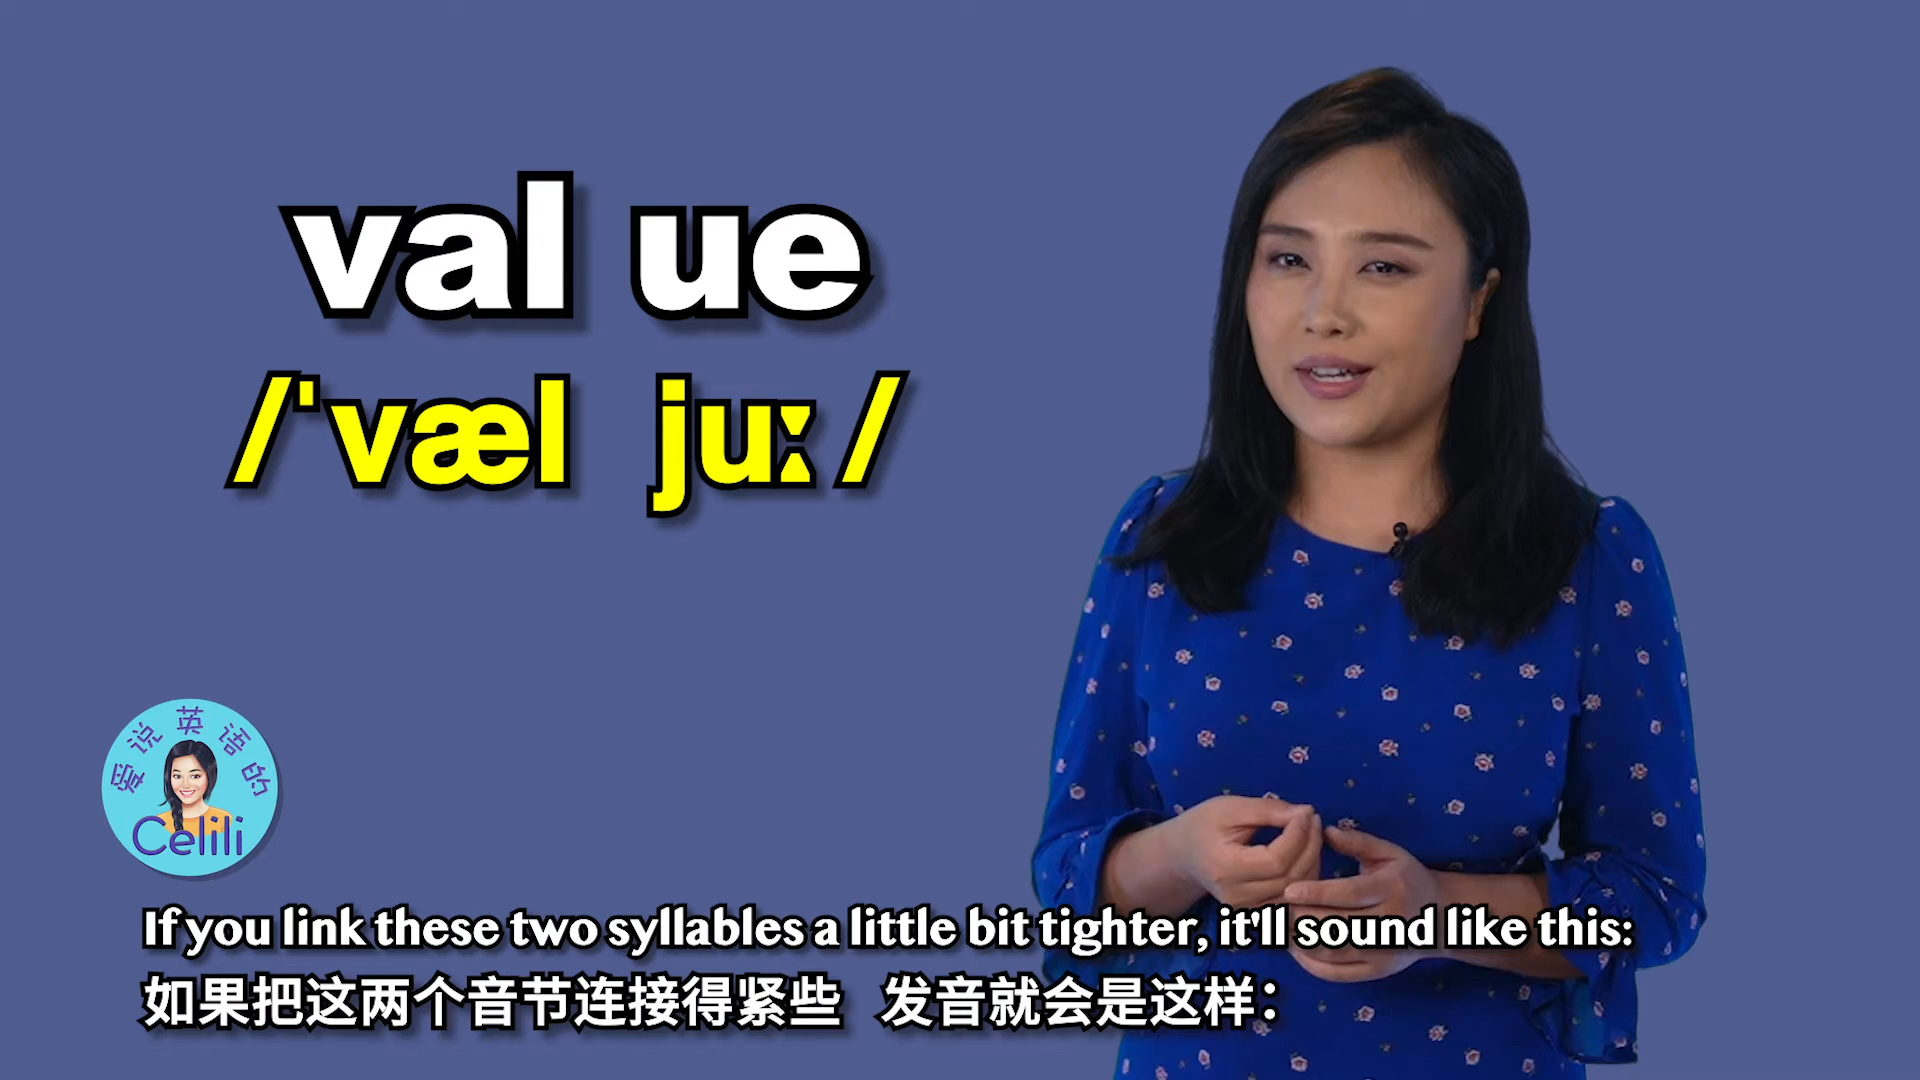 val ue
/ˈvæl juː/
爱说英语的
Celili
If you link these two syllables a little bit tighter, it'll sound like this:
如果把这两个音节连接得紧些 发音就会是这样：